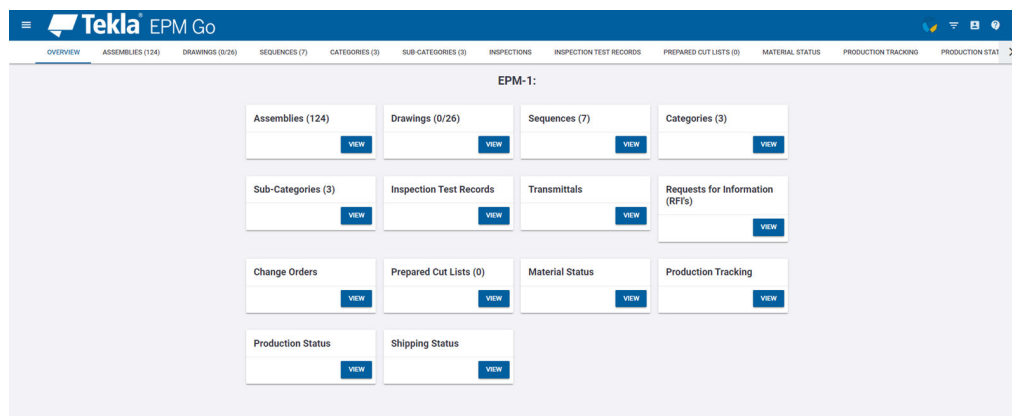 Tekla® EPM Go
OVERVIEW ASSEMBLIES (124) DRAWINGS (0/26) SEQUENCES (7) CATEGORIES (3) SUB-CATEGORIES (3) INSPECTIONS INSPECTION TEST RECORDS PREPARED CUT LISTS (0) MATERIAL STATUS PRODUCTION TRACKING PRODUCTION STAT
EPM-1:
Assemblies (124) Drawings (0/26) Sequences (7) Categories (3)
VIEW VIEW VIEW VIEW
Sub-Categories (3) Inspection Test Records Transmittals Requests for Information
(RFI's)
VIEW VIEW VIEW VIEW
Change Orders Prepared Cut Lists (0) Material Status Production Tracking
VIEW VIEW VIEW VIEW
Production Status Shipping Status
VIEW VIEW